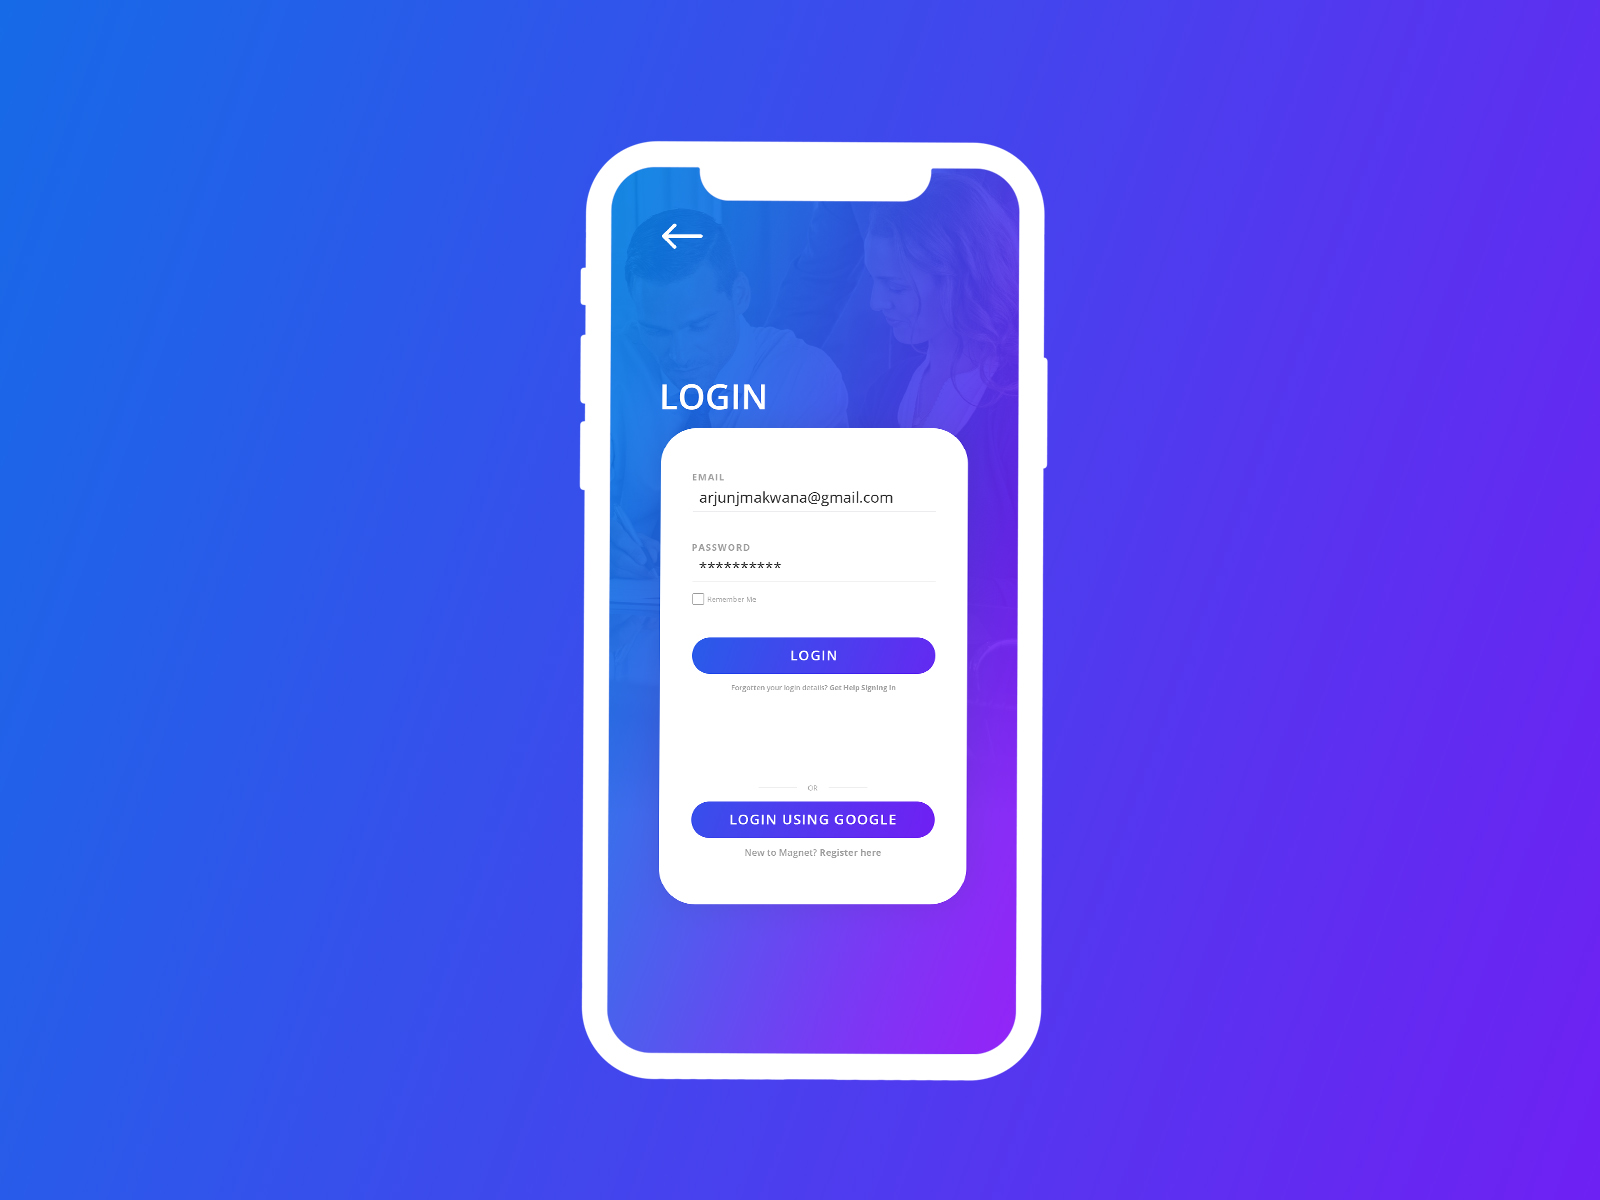 LOGIN
EMAIL
arjunjmakwana@gmail.com
PASSWORD
**********
Remember Me
LOGIN
Forgotten your login details? Get Help Signing In
OR
LOGIN USING GOOGLE
New to Magnet? Register here